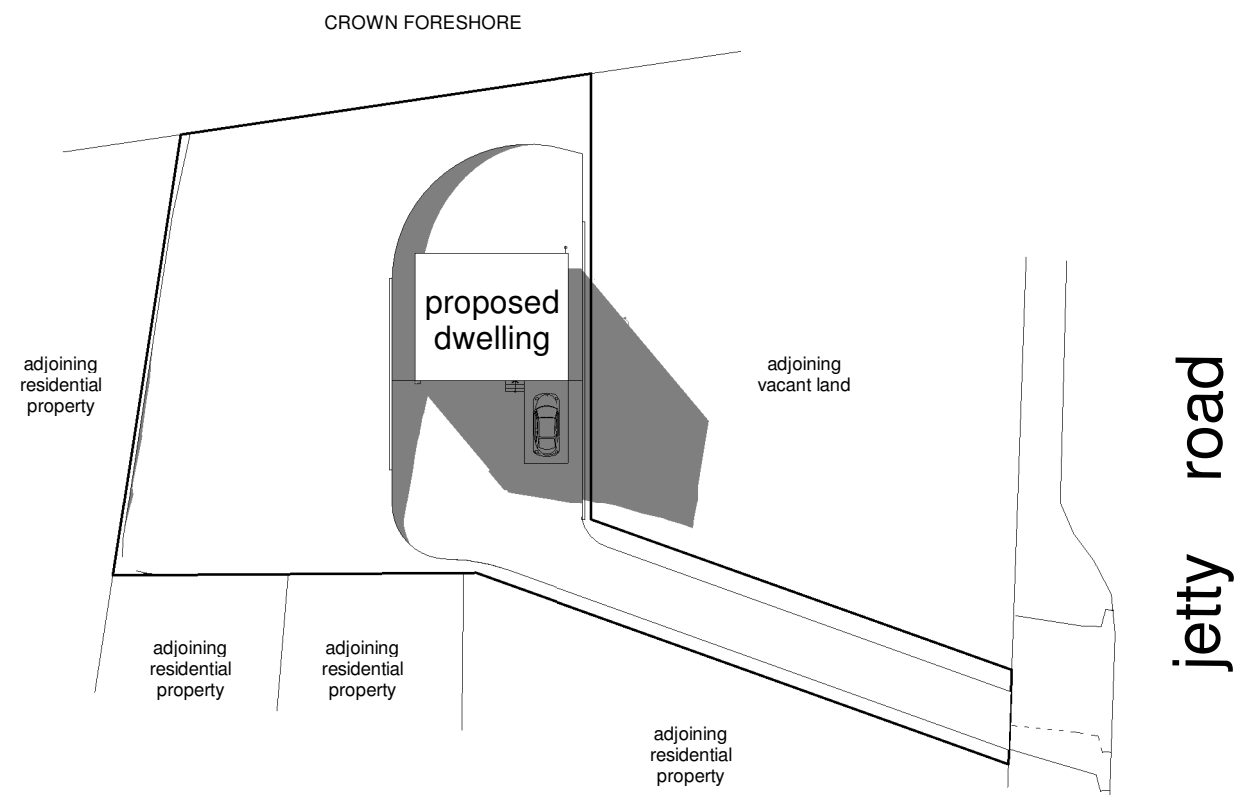 CROWN FORESHORE
proposed
dwelling
adjoining
residential
property
adjoining
vacant land
jetty road
adjoining
residential
property
adjoining
residential
property
adjoining
residential
property